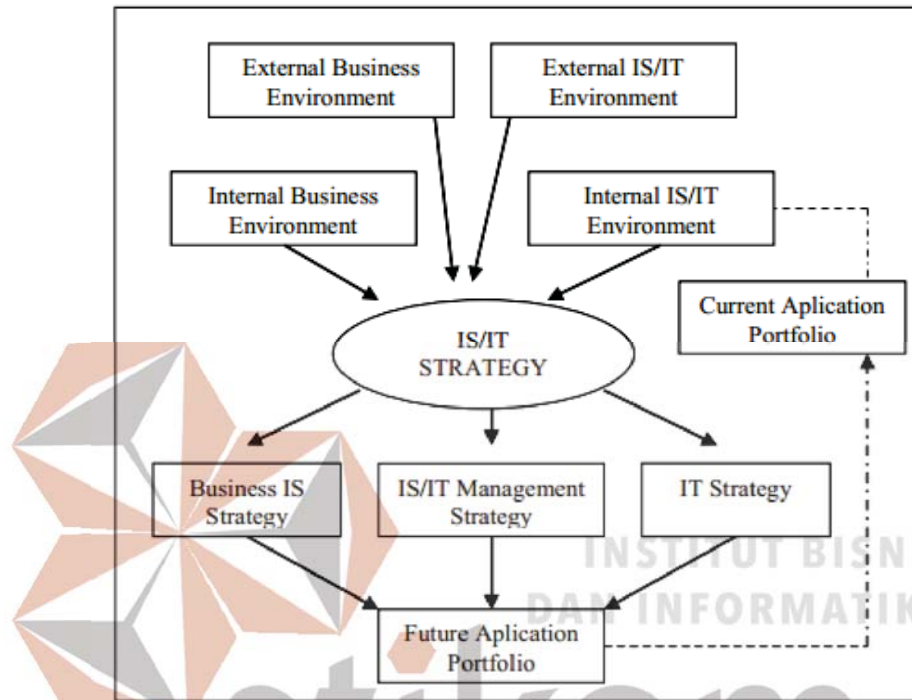 External Business
Environment
External IS/IT
Environment
Internal Business
Environment
Internal IS/IT
Environment
Current Aplication
Portfolio
IS/IT
STRATEGY
Business IS
Strategy
IS/IT Management
Strategy
IT Strategy
INSTITUT BISN
DAN INFORMATIK
Future Aplication
Portfolio
stikom